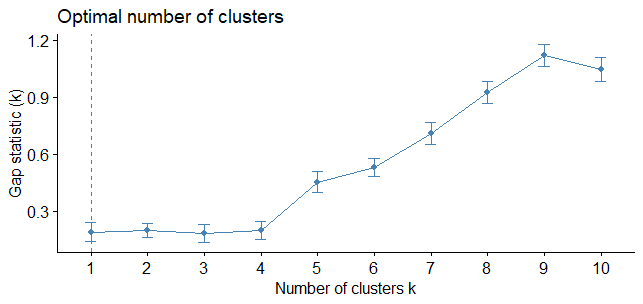 Optimal number of clusters
Gap statistic (k)
1.2
0.9
0.6
0.3
1 2 3 4 5 6 7 8 9 10
Number of clusters k